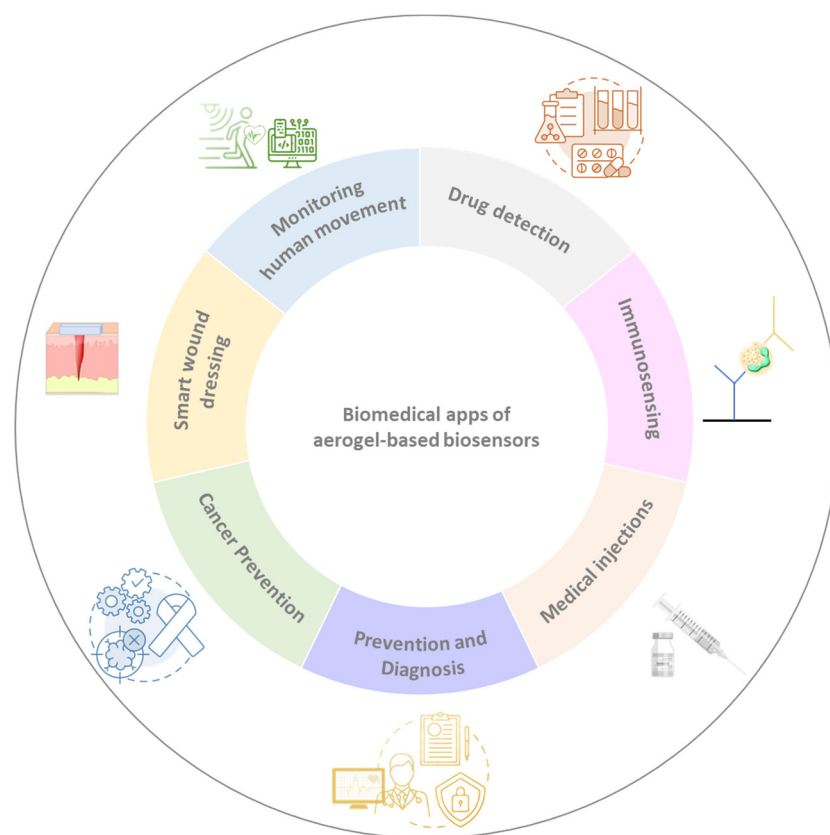 Monitoring
human movement
Drug detection
Immunosensing
Medical injections
Prevention and
Diagnosis
Cancer Prevention
Smart wound
dressing
Biomedical apps of
aerogel-based biosensors